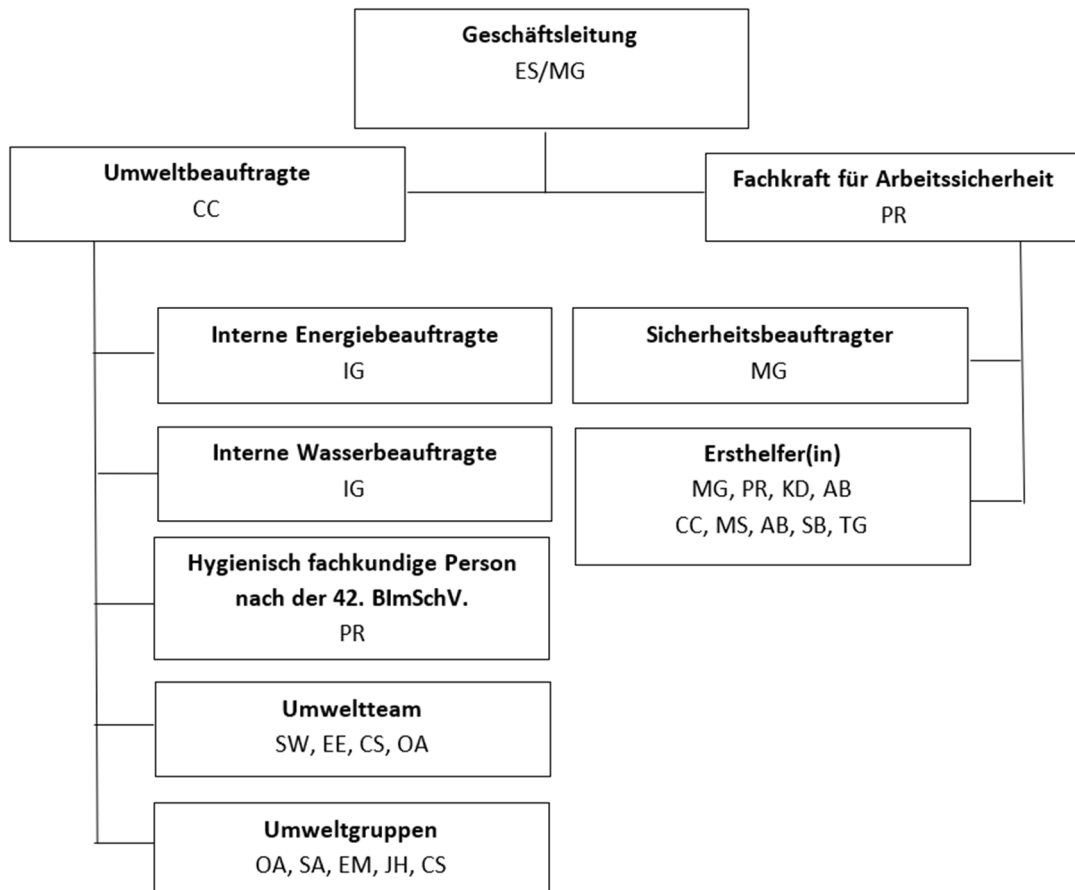 Geschäftsleitung
ES/MG
Umweltbeauftragte
CC
Fachkraft für Arbeitssicherheit
PR
Interne Energiebeauftragte
IG
Sicherheitsbeauftragter
MG
Interne Wasserbeauftragte
IG
Ersthelfer(in)
MG, PR, KD, AB
CC, MS, AB, SB, TG
Hygienisch fachkundige Person
nach der 42. BImSchV.
PR
Umweltteam
SW, EE, CS, OA
Umweltgruppen
OA, SA, EM, JH, CS